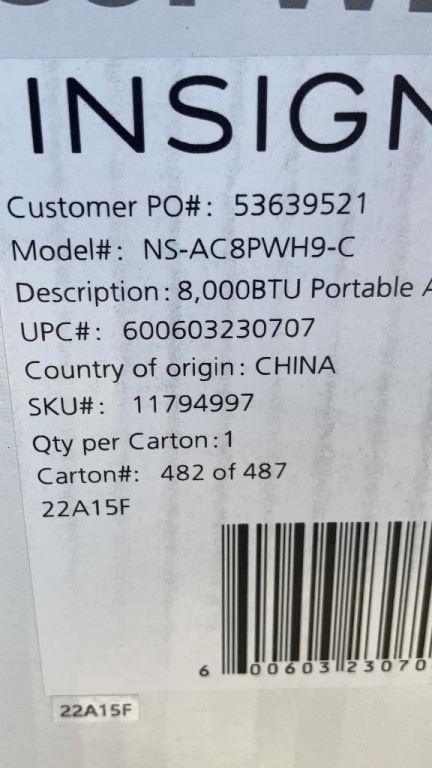 INSIGN
Customer PO#: 53639521
Model#: NS-AC8PWH9-C
Description: 8,000BTU Portable A
UPC#: 600603230707
Country of origin: CHINA
SKU#: 11794997
Qty per Carton:1
Carton#: 482 of 487
22A15F
6 00603 23070
22A15F